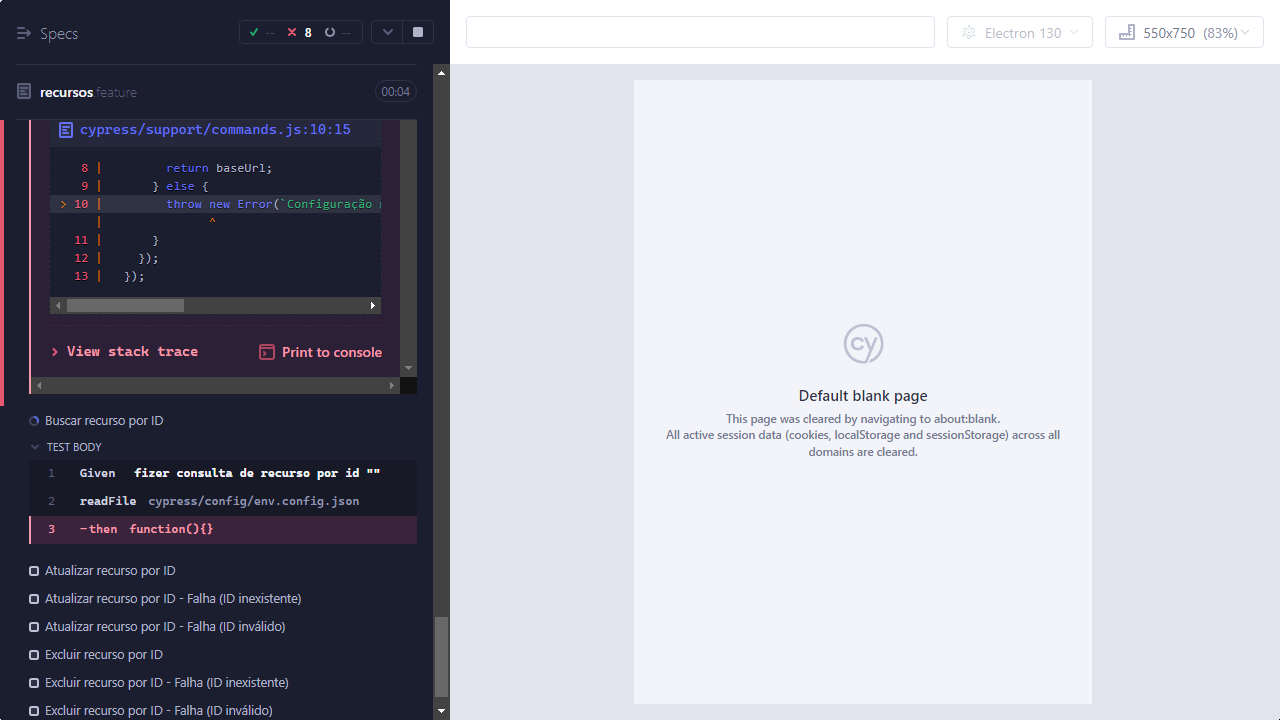 Specs
--
8
--
Electron 130
550x750 (83%)
recursos.feature
00:04
cypress/support/commands.js:10:15
8 | return baseUrl;
9 | } else {
> 10 | throw new Error(`Configuração
| ^
11 | }
12 | });
13 | });
View stack trace
Print to console
Buscar recurso por ID
TEST BODY
1 Given fizer consulta de recurso por id ""
2 readFile cypress/config/env.config.json
3 -then function(){}
Atualizar recurso por ID
Atualizar recurso por ID - Falha (ID inexistente)
Atualizar recurso por ID - Falha (ID inválido)
Excluir recurso por ID
Excluir recurso por ID - Falha (ID inexistente)
Excluir recurso por ID - Falha (ID inválido)
cy
Default blank page
This page was cleared by navigating to about:blank.
All active session data (cookies, localStorage and sessionStorage) across all
domains are cleared.